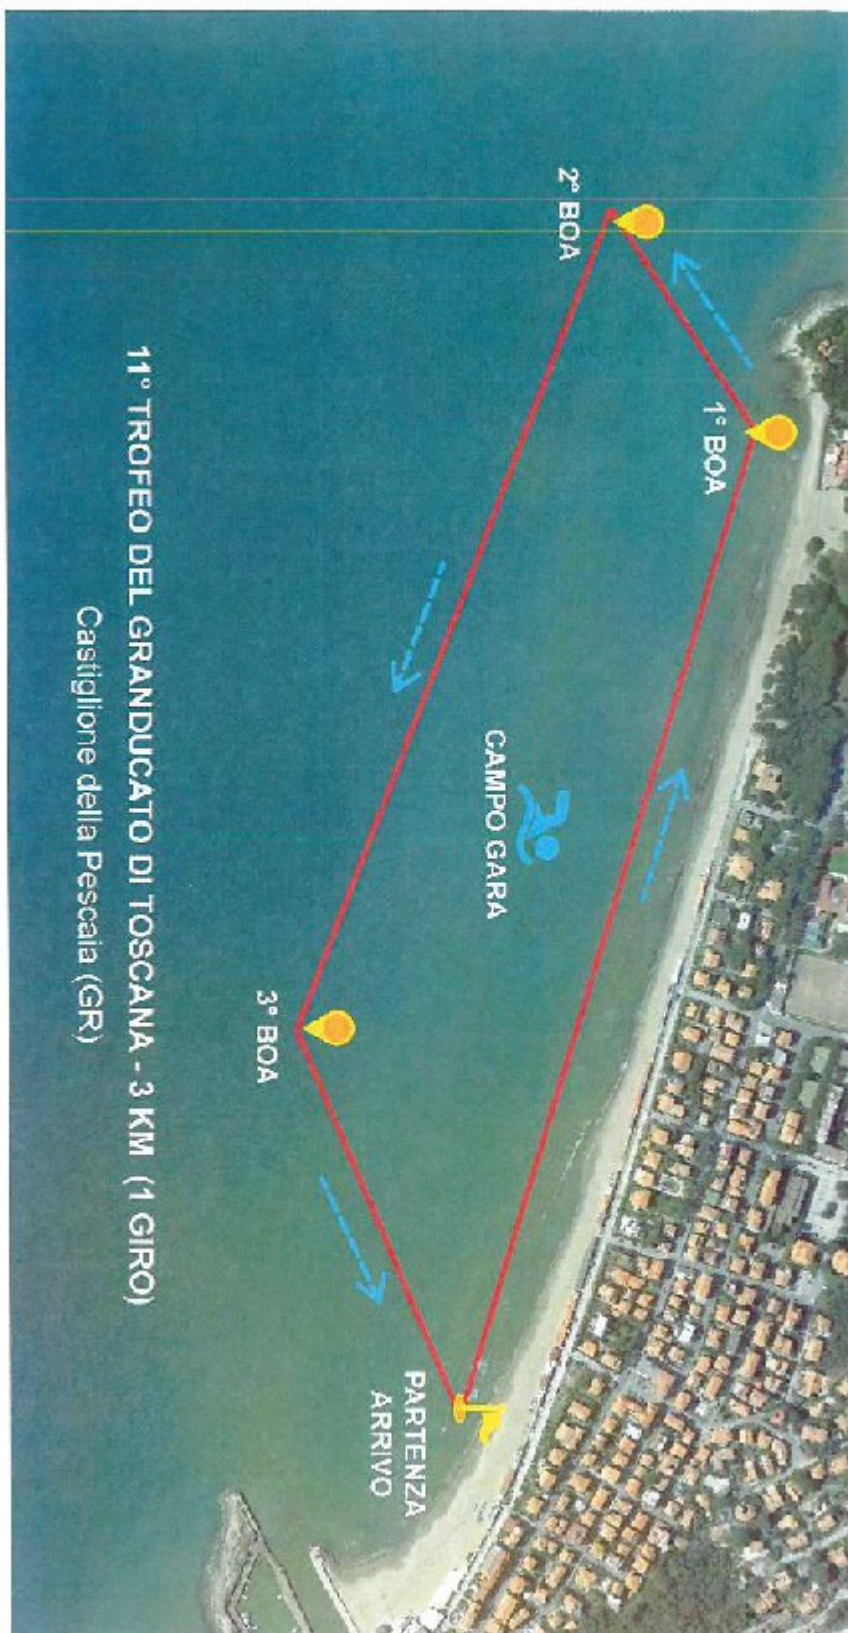 1° BOA
2° BOA
CAMPO GARA
3° BOA
PARTENZA
ARRIVO
11° TROFEO DEL GRANDUCATO DI TOSCANA - 3 KM (1 GIRO)
Castiglione della Pescaia (GR)